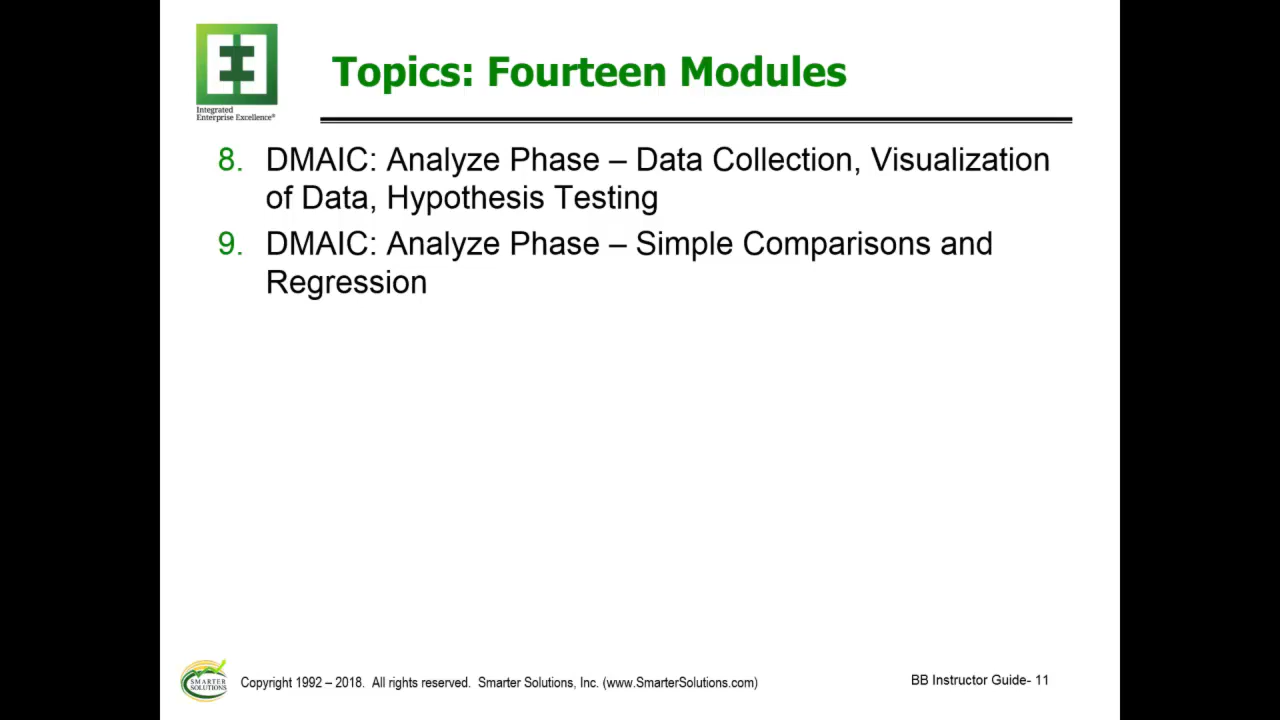 Topics: Fourteen Modules
Integrated
Enterprise Excellence®
8. DMAIC: Analyze Phase – Data Collection, Visualization
of Data, Hypothesis Testing
9. DMAIC: Analyze Phase – Simple Comparisons and
Regression
SMARTER
SOLUTIONS
Copyright 1992 – 2018. All rights reserved. Smarter Solutions, Inc. (www.SmarterSolutions.com)
BB Instructor Guide- 11